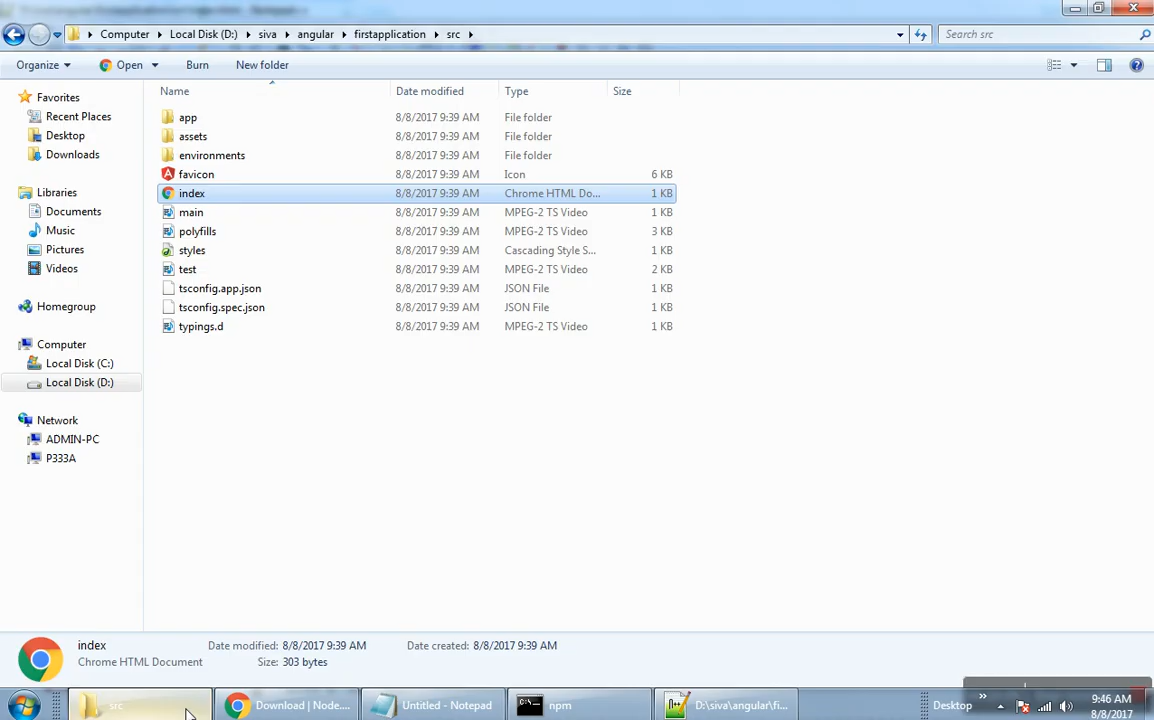 Computer Local Disk (D:) siva angular firstapplication src Search src
Organize Open Burn New folder
Name Date modified Type Size
Favorites
Recent Places
Desktop
Downloads
Libraries
Documents
Music
Pictures
Videos
Homegroup
Computer
Local Disk (C:)
Local Disk (D:)
Network
ADMIN-PC
P333A
app 8/8/2017 9:39 AM File folder
assets 8/8/2017 9:39 AM File folder
environments 8/8/2017 9:39 AM File folder
favicon 8/8/2017 9:39 AM Icon 6 KB
index 8/8/2017 9:39 AM Chrome HTML Do... 1 KB
main 8/8/2017 9:39 AM MPEG-2 TS Video 1 KB
polyfills 8/8/2017 9:39 AM MPEG-2 TS Video 3 KB
styles 8/8/2017 9:39 AM Cascading Style S... 1 KB
test 8/8/2017 9:39 AM MPEG-2 TS Video 2 KB
tsconfig.app.json 8/8/2017 9:39 AM JSON File 1 KB
tsconfig.spec.json 8/8/2017 9:39 AM JSON File 1 KB
typings.d 8/8/2017 9:39 AM MPEG-2 TS Video 1 KB
index Date modified: 8/8/2017 9:39 AM Date created: 8/8/2017 9:39 AM
Chrome HTML Document Size: 303 bytes
src Download | Node.... Untitled - Notepad npm D:\siva\angular\fi... Desktop 9:46 AM
8/8/2017